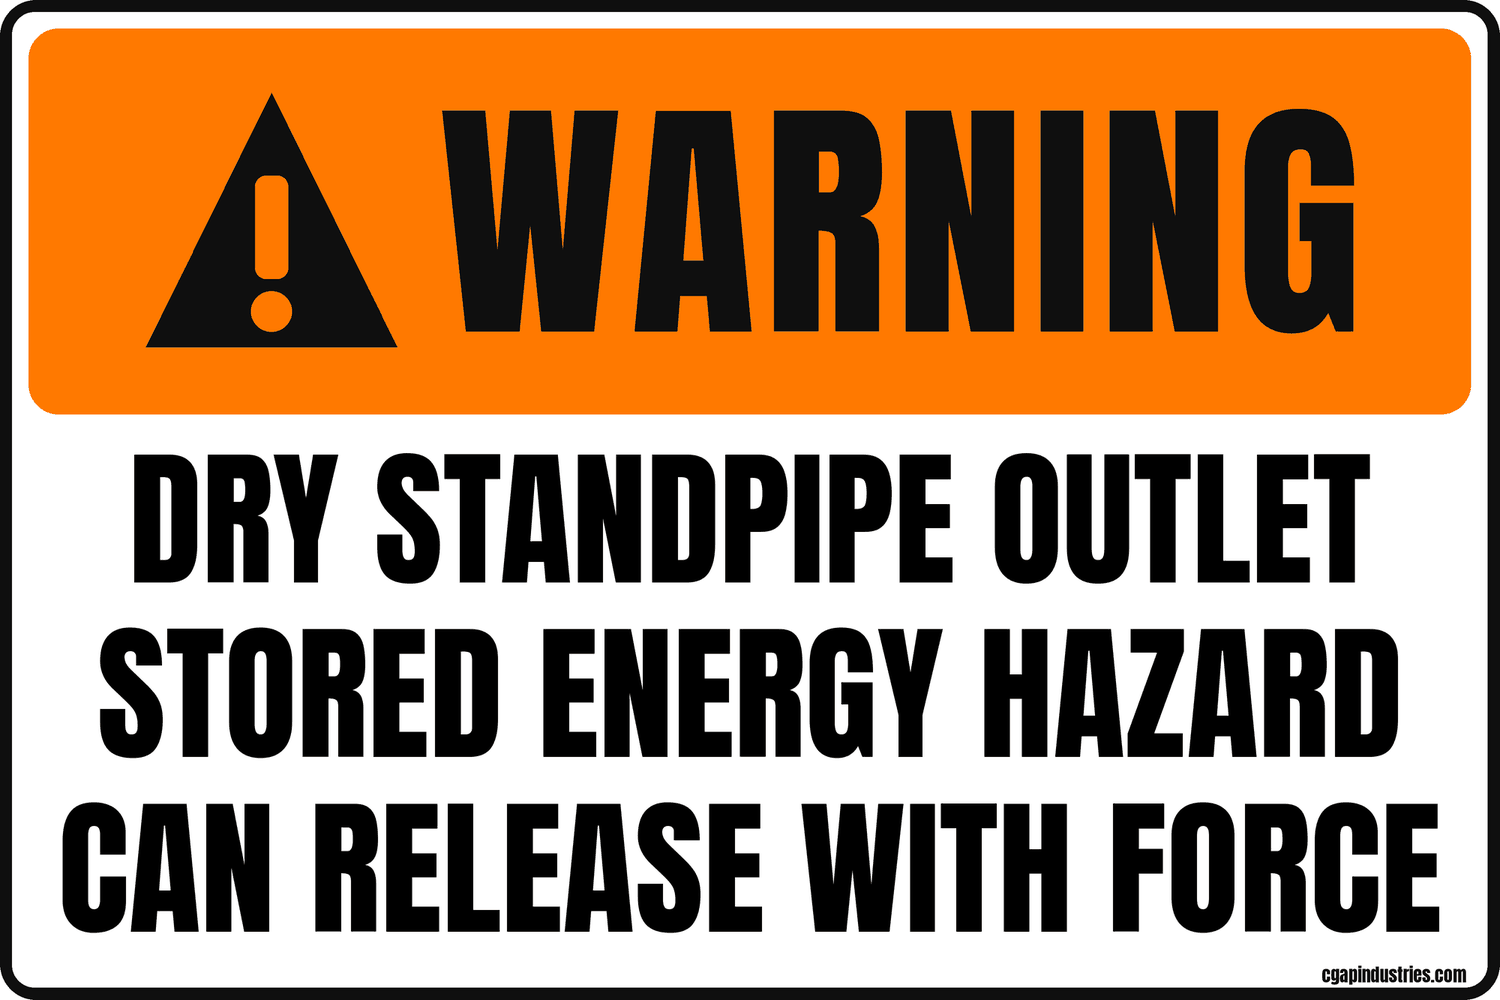 WARNING
DRY STANDPIPE OUTLET
STORED ENERGY HAZARD
CAN RELEASE WITH FORCE
cgapindustries.com